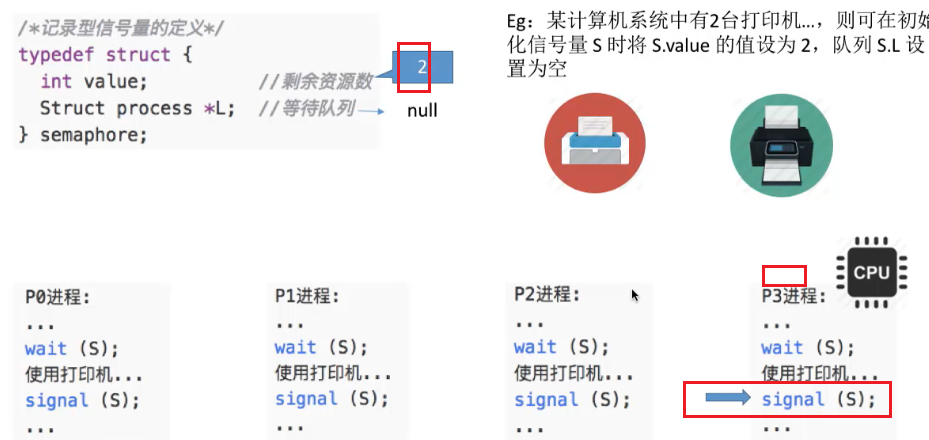 /*记录型信号量的定义*/
typedef struct {
int value; //剩余资源数
Struct process *L; //等待队列
} semaphore;
2
null
Eg：某计算机系统中有2台打印机...，则可在初始
化信号量 S 时将 S.value 的值设为 2，队列 S.L 设
置为空
P0进程:
...
wait (S);
使用打印机...
signal (S);
...
P1进程:
...
wait (S);
使用打印机...
signal (S);
...
P2进程:
...
wait (S);
使用打印机...
signal (S);
...
P3进程:
...
wait (S);
使用打印机...
signal (S);
...
CPU